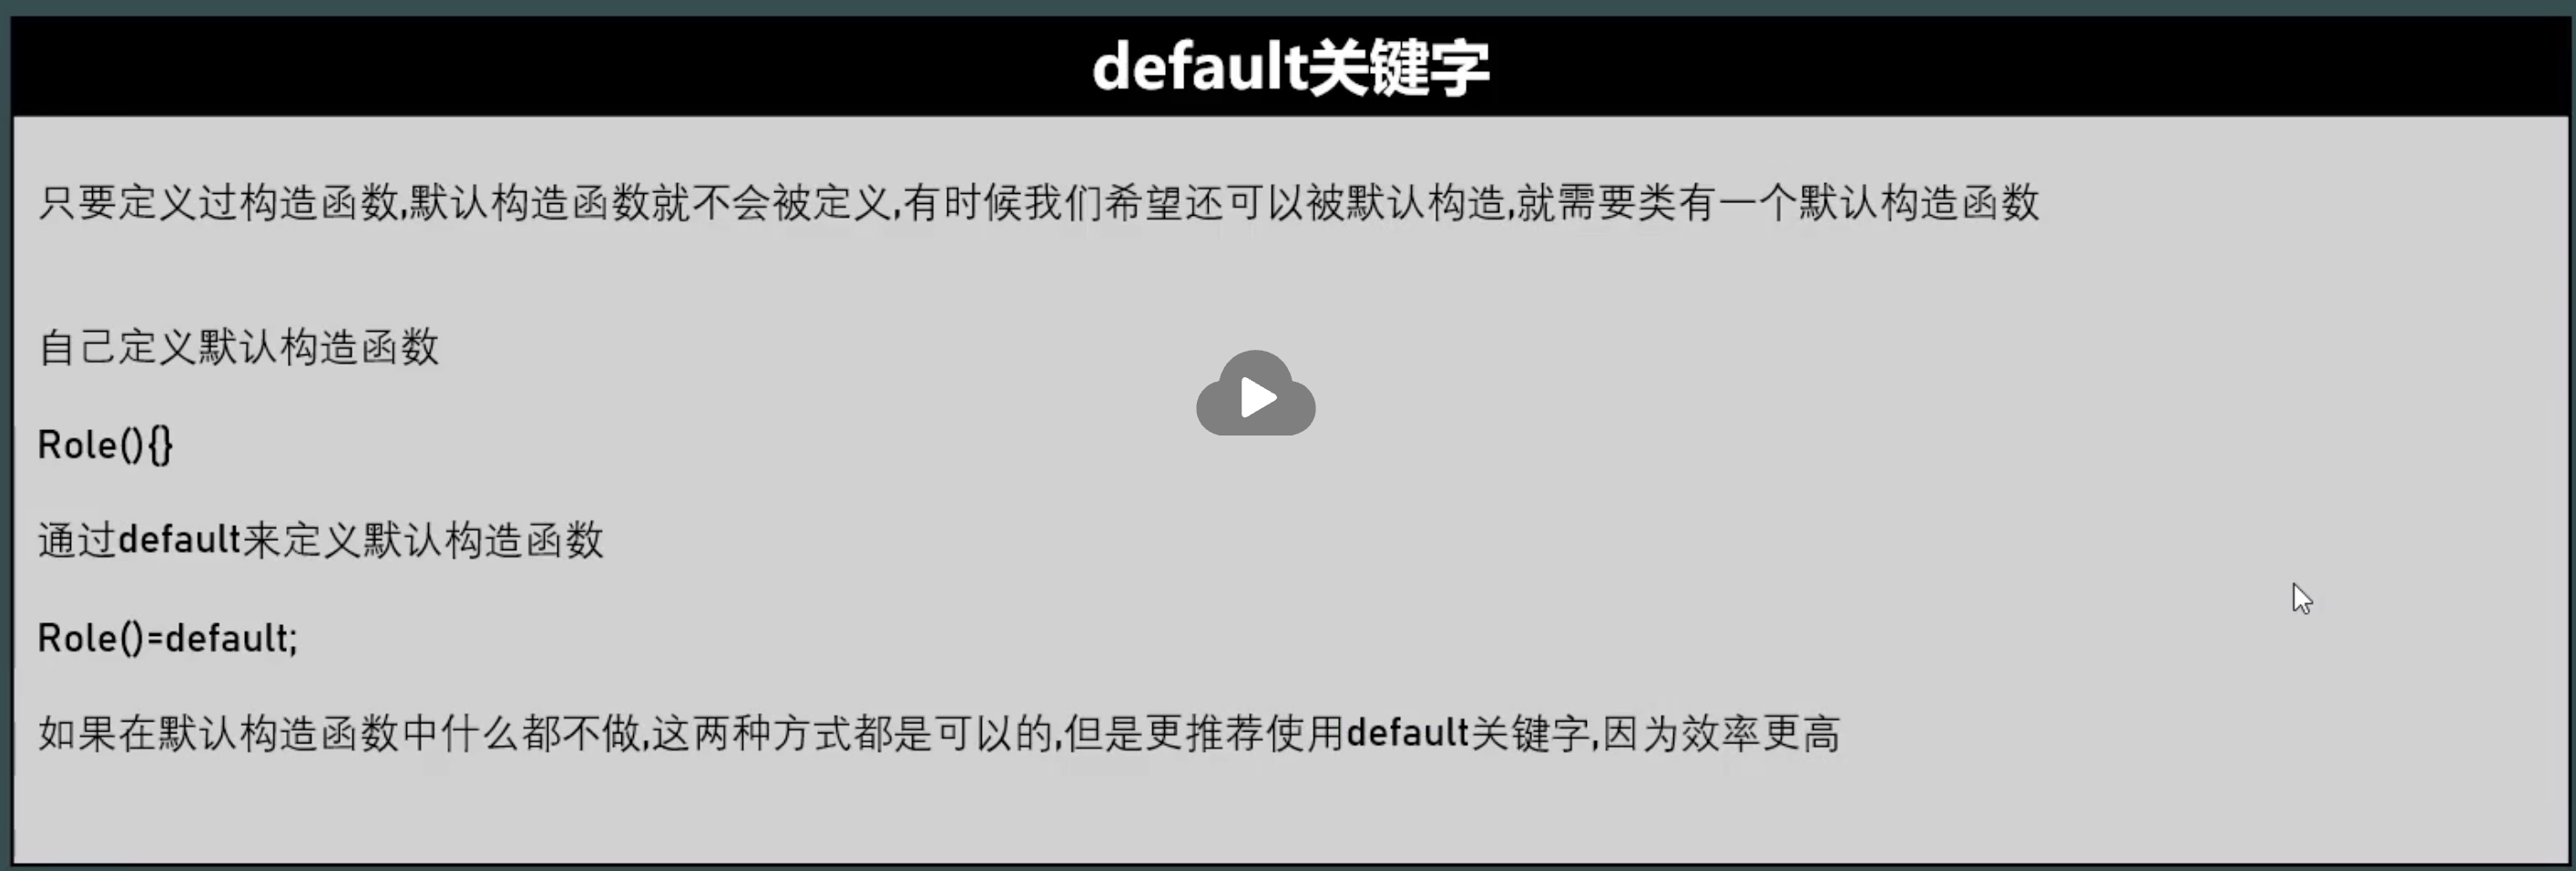 default关键字
只要定义过构造函数,默认构造函数就不会被定义,有时候我们希望还可以被默认构造,就需要类有一个默认构造函数
自己定义默认构造函数
Role(){}
通过default来定义默认构造函数
Role()=default;
如果在默认构造函数中什么都不做,这两种方式都是可以的,但是更推荐使用default关键字,因为效率更高